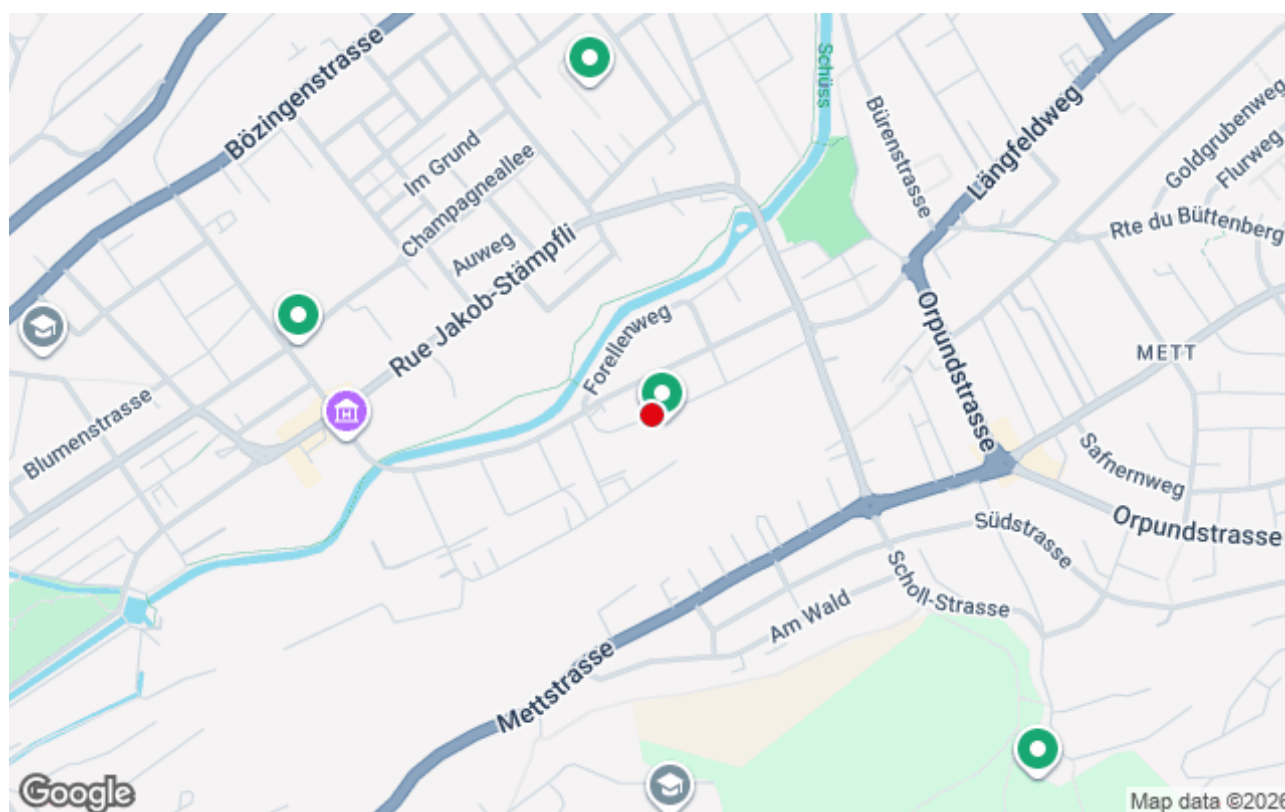 Bözingenstrasse
Schüss
Bürenstrasse
Längfeldweg
Goldgrubenweg
Flurweg
Im Grund
Champagneallee
Auweg
Rte du Büttenberg
Rue Jakob-Stämpfli
Forellenweg
Orpundstrasse
METT
Blumenstrasse
H
Safnernweg
Orpundstrasse
Südstrasse
Scholl-Strasse
Am Wald
Mettstrasse
Google
Map data ©2026